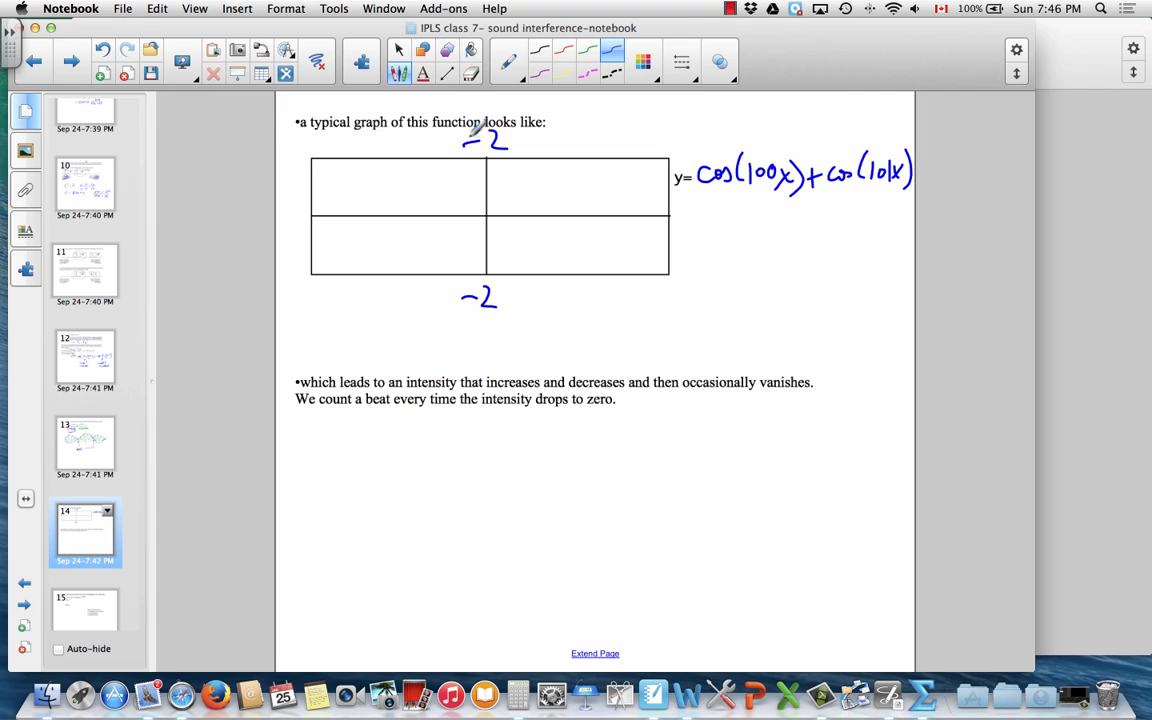 Notebook File Edit View Insert Format Tools Window Add-ons Help 100% Sun 7:46 PM
IPLS class 7- sound interference-notebook
Sep 24-7:39 PM
10
Sep 24-7:40 PM
11
Sep 24-7:40 PM
12
Sep 24-7:41 PM
13
Sep 24-7:41 PM
14
Sep 24-7:42 PM
15
Auto-hide
•a typical graph of this function looks like:
-2
y= cos(100x)+cos(101x)
-2
•which leads to an intensity that increases and decreases and then occasionally vanishes.
We count a beat every time the intensity drops to zero.
Extend Page